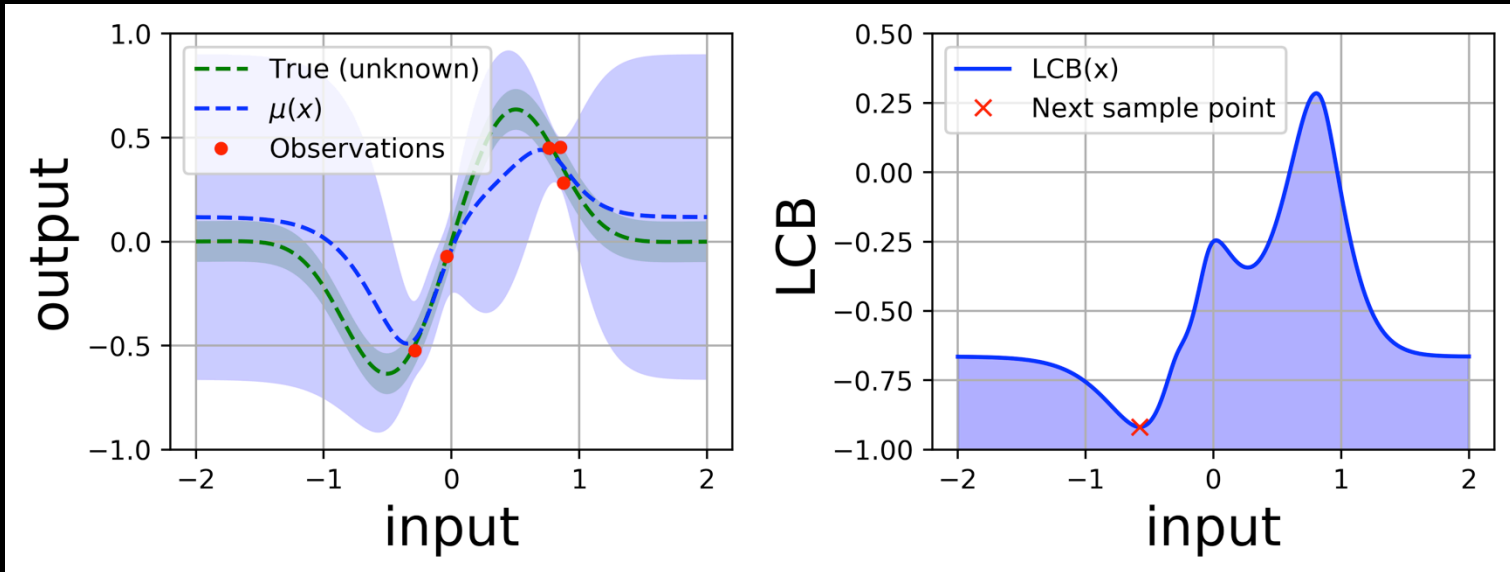 1.0
0.5
0.0
−0.5
−1.0
output
True (unknown)
μ(x)
Observations
−2
−1
0
1
2
input
0.50
0.25
0.00
−0.25
−0.50
−0.75
−1.00
LCB
LCB(x)
Next sample point
−2
−1
0
1
2
input